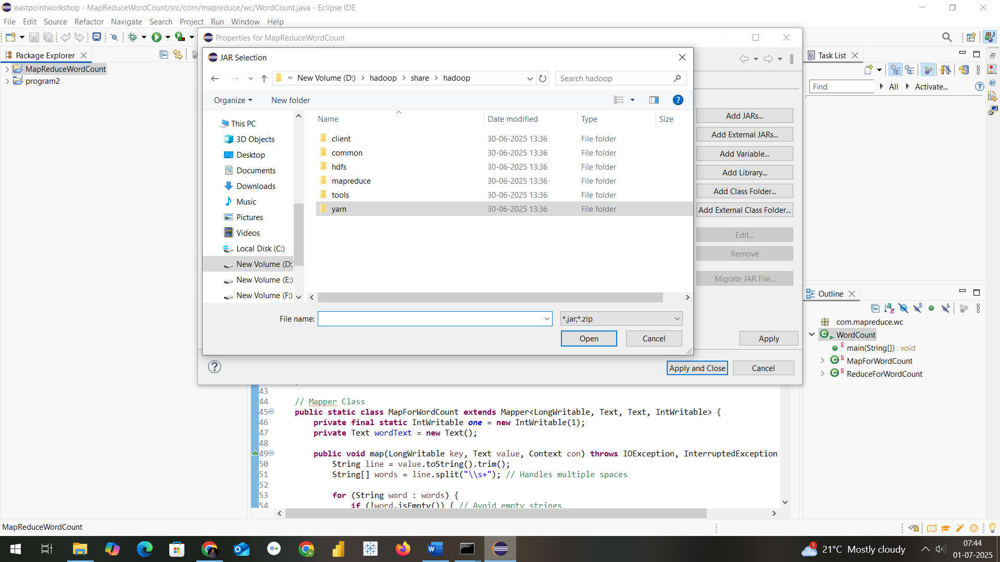 eastpointworkshop - MapReduceWordCount/src/com/mapreduce/wc/WordCount.java - Eclipse IDE
File Edit Source Refactor Navigate Search Project Run Window Help
Properties for MapReduceWordCount
Package Explorer
MapReduceWordCount
program2
JAR Selection
« New Volume (D:) > hadoop > share > hadoop
Search hadoop
Organize
New folder
This PC
3D Objects
Desktop
Documents
Downloads
Music
Pictures
Videos
Local Disk (C:)
New Volume (D:)
New Volume (E:)
New Volume (F:)
Name Date modified Type Size
client 30-06-2025 13:36 File folder
common 30-06-2025 13:36 File folder
hdfs 30-06-2025 13:36 File folder
mapreduce 30-06-2025 13:36 File folder
tools 30-06-2025 13:36 File folder
yarn 30-06-2025 13:36 File folder
File name:
*.jar;*.zip
Open
Cancel
Add JARs...
Add External JARs...
Add Variable...
Add Library...
Add Class Folder...
Add External Class Folder...
Edit...
Remove
Migrate JAR File...
Apply
Apply and Close
Cancel
Task List
Find
All
Activate...
Outline
com.mapreduce.wc
WordCount
main(String[]) : void
MapForWordCount
ReduceForWordCount
43
44 // Mapper Class
45 public static class MapForWordCount extends Mapper<LongWritable, Text, Text, IntWritable> {
46 private final static IntWritable one = new IntWritable(1);
47 private Text wordText = new Text();
48
49 public void map(LongWritable key, Text value, Context con) throws IOException, InterruptedException
50 String line = value.toString().trim();
51 String[] words = line.split("\\s+"); // Handles multiple spaces
52
53 for (String word : words) {
54 if (!word.isEmpty()) { // Avoid empty strings
MapReduceWordCount
1
21°C Mostly cloudy
07:44
01-07-2025